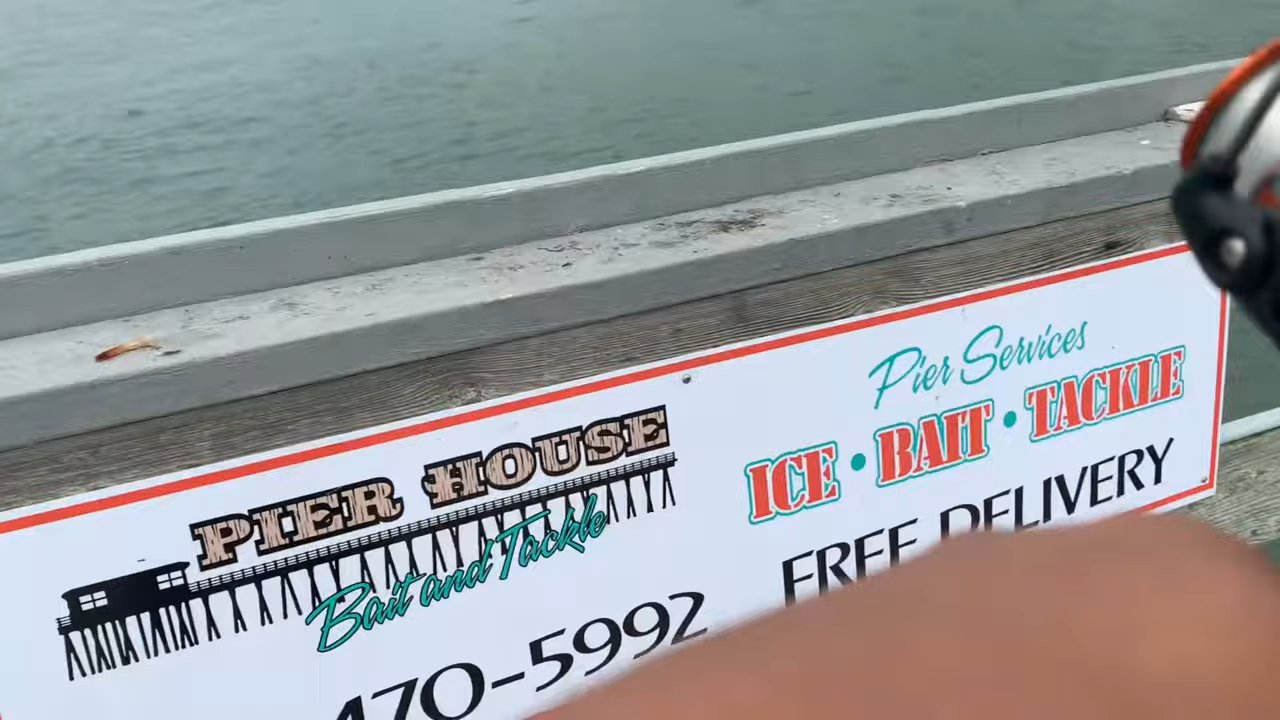 PIER HOUSE
Bait and Tackle
470-5992
Pier Services
ICE • BAIT • TACKLE
FREE DELIVERY